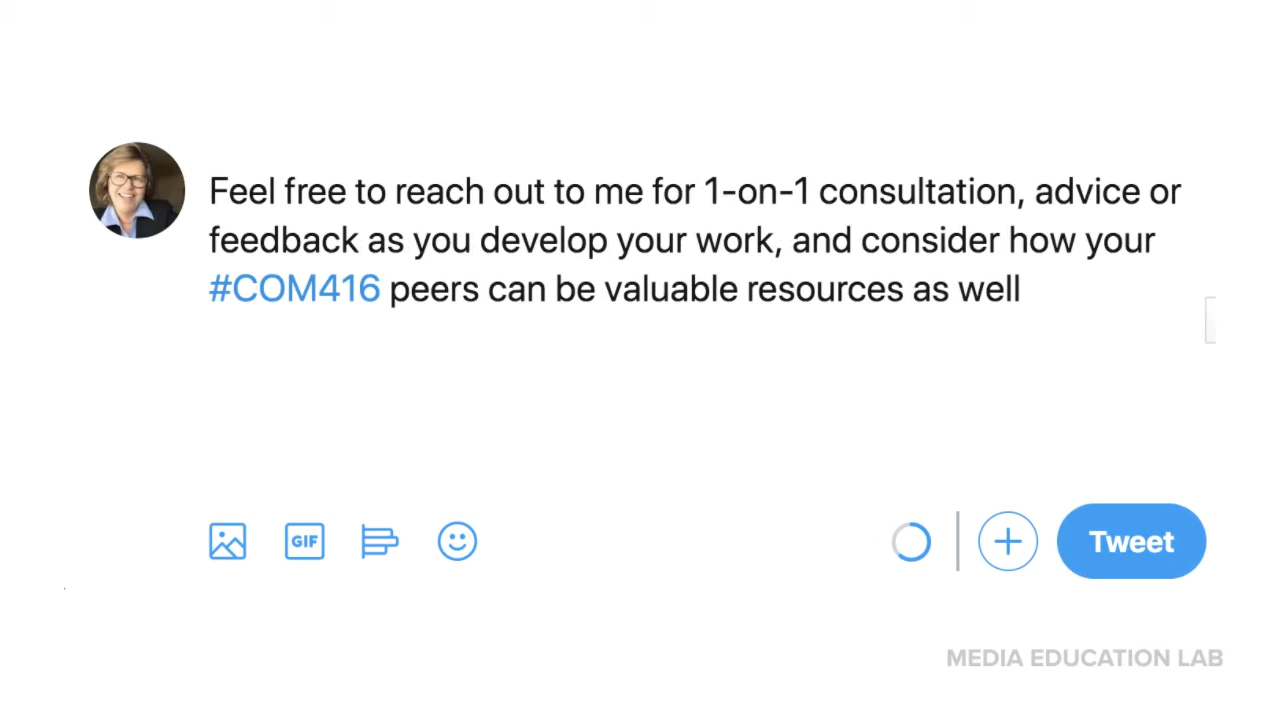 Feel free to reach out to me for 1-on-1 consultation, advice or
feedback as you develop your work, and consider how your
#COM416 peers can be valuable resources as well
GIF
Tweet
MEDIA EDUCATION LAB